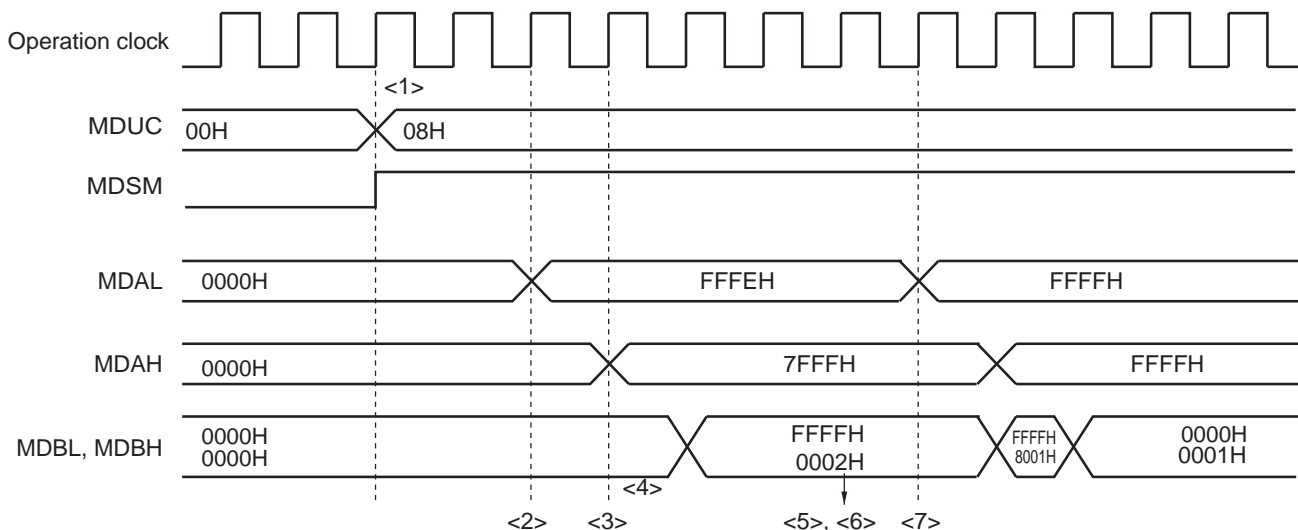 Operation clock
<1>
MDUC
00H
08H
MDSM
MDAL
0000H
FFFEH
FFFFH
MDAH
0000H
7FFFH
FFFFH
MDBL, MDBH
0000H
0000H
FFFFH
0002H
FFFFH
8001H
0000H
0001H
<4>
<2>
<3>
<5>, <6>
<7>